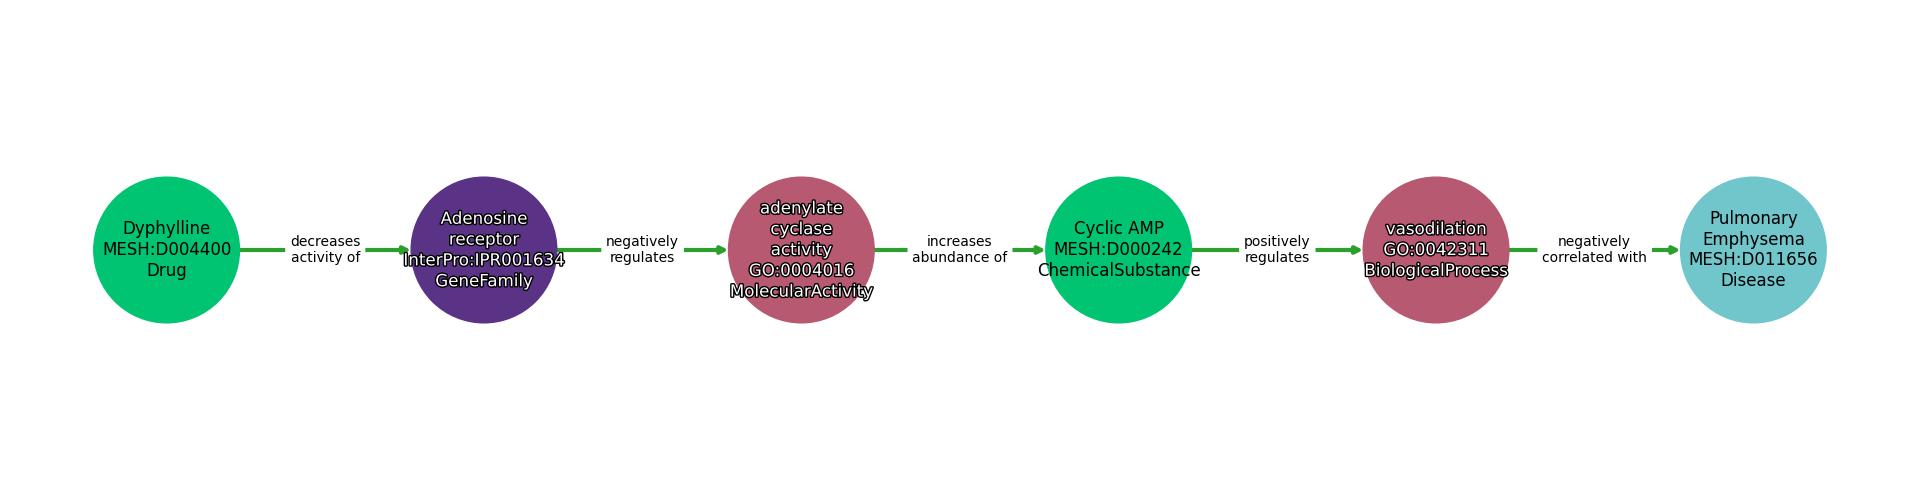 Dyphylline
MESH:D004400
Drug
decreases
activity of
Adenosine
receptor
InterPro:IPR001634
GeneFamily
negatively
regulates
adenylate
cyclase
activity
GO:0004016
MolecularActivity
increases
abundance of
Cyclic AMP
MESH:D000242
ChemicalSubstance
positively
regulates
vasodilation
GO:0042311
BiologicalProcess
negatively
correlated with
Pulmonary
Emphysema
MESH:D011656
Disease